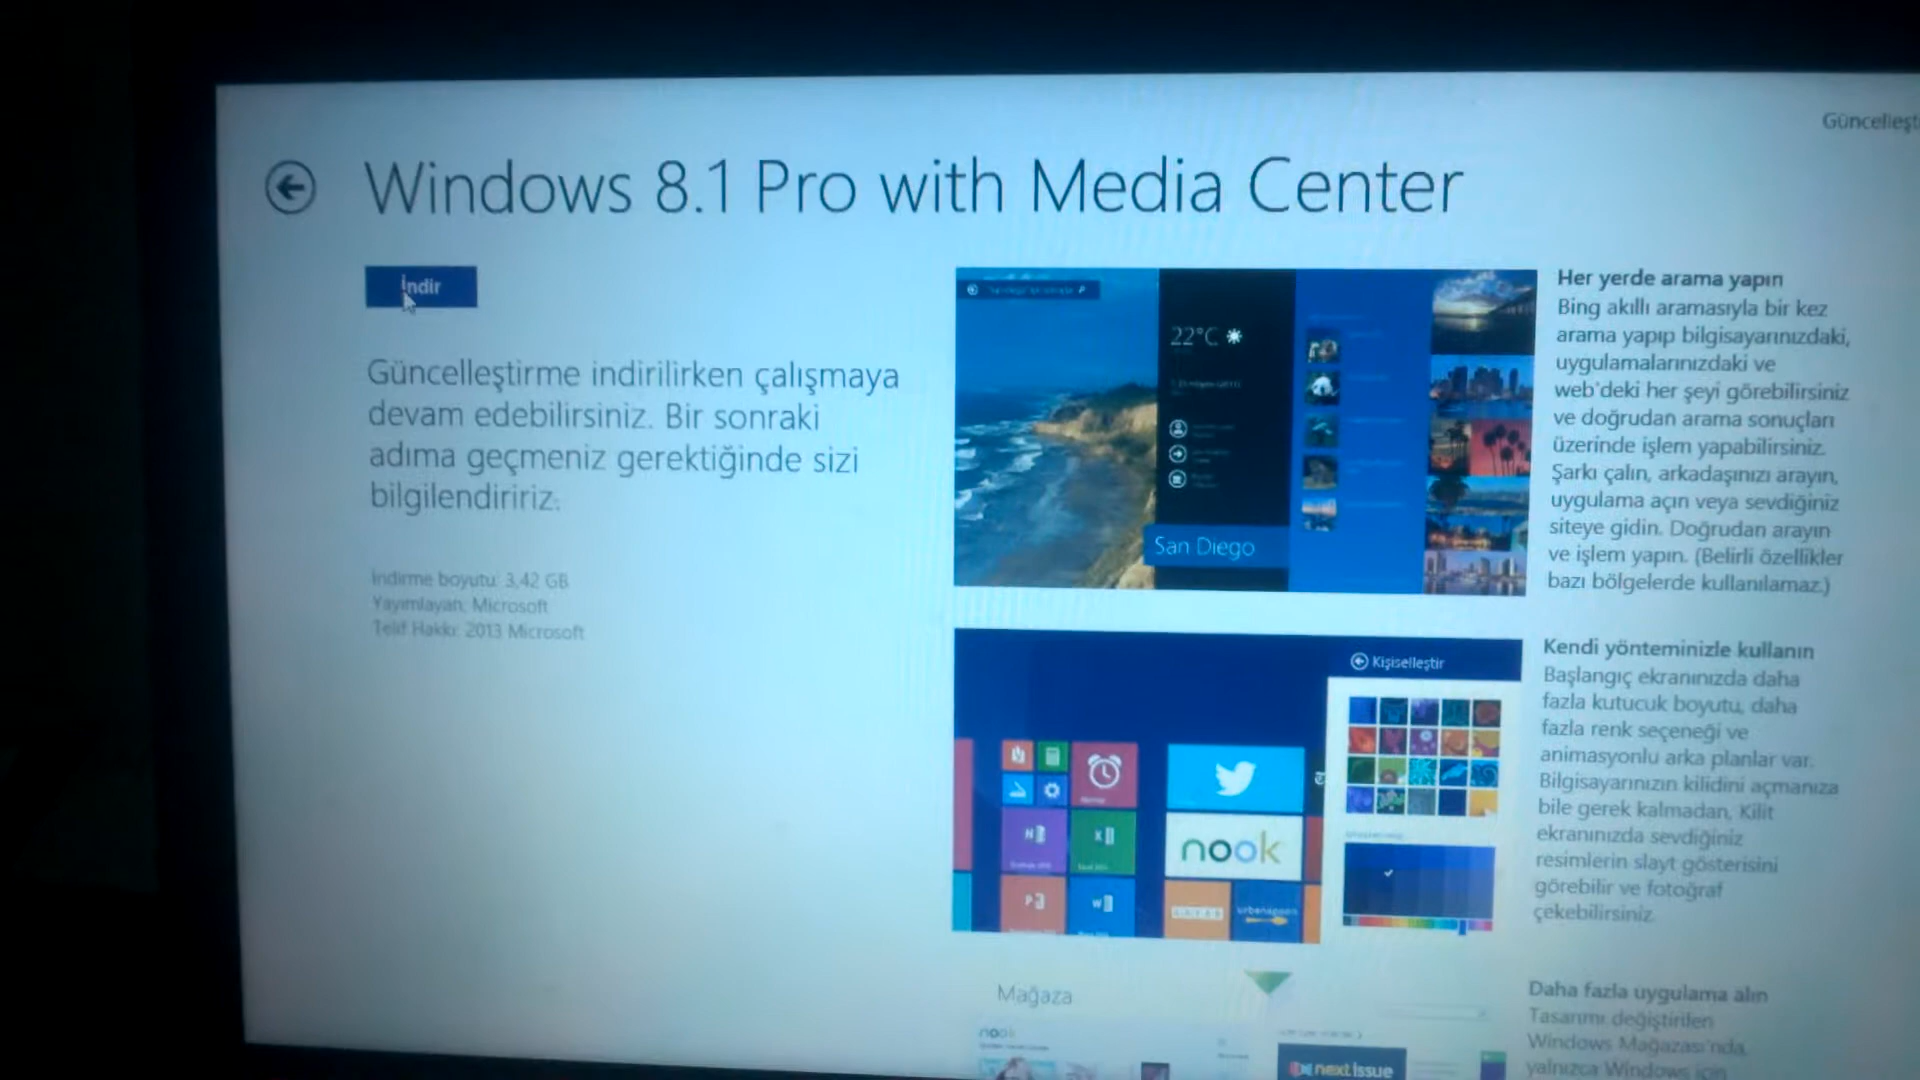 Güncelleşti
Windows 8.1 Pro with Media Center
İndir
Güncelleştirme indirilirken çalışmaya
devam edebilirsiniz. Bir sonraki
adıma geçmeniz gerektiğinde sizi
bilgilendiririz.
İndirme boyutu: 3,42 GB
Yayımlayan: Microsoft
Telif Hakkı: 2013 Microsoft
22°C
San Diego
Her yerde arama yapın
Bing akıllı aramasıyla bir kez
arama yapıp bilgisayarınızdaki,
uygulamalarınızdaki ve
web'deki her şeyi görebilirsiniz
ve doğrudan arama sonuçları
üzerinde işlem yapabilirsiniz.
Şarkı çalın, arkadaşınızı arayın,
uygulama açın veya sevdiğiniz
siteye gidin. Doğrudan arayın
ve işlem yapın. (Belirli özellikler
bazı bölgelerde kullanılamaz.)
Kişiselleştir
nook
urbanspoon
Kendi yönteminizle kullanın
Başlangıç ekranınızda daha
fazla kutucuk boyutu, daha
fazla renk seçeneği ve
animasyonlu arka planlar var.
Bilgisayarınızın kilidini açmanıza
bile gerek kalmadan, Kilit
ekranınızda sevdiğiniz
resimlerin slayt gösterisini
görebilir ve fotoğraf
çekebilirsiniz.
Mağaza
nook
next issue
Daha fazla uygulama alın
Tasarımı değiştirilen
Windows Mağazası'nda,
yalnızca Windows için